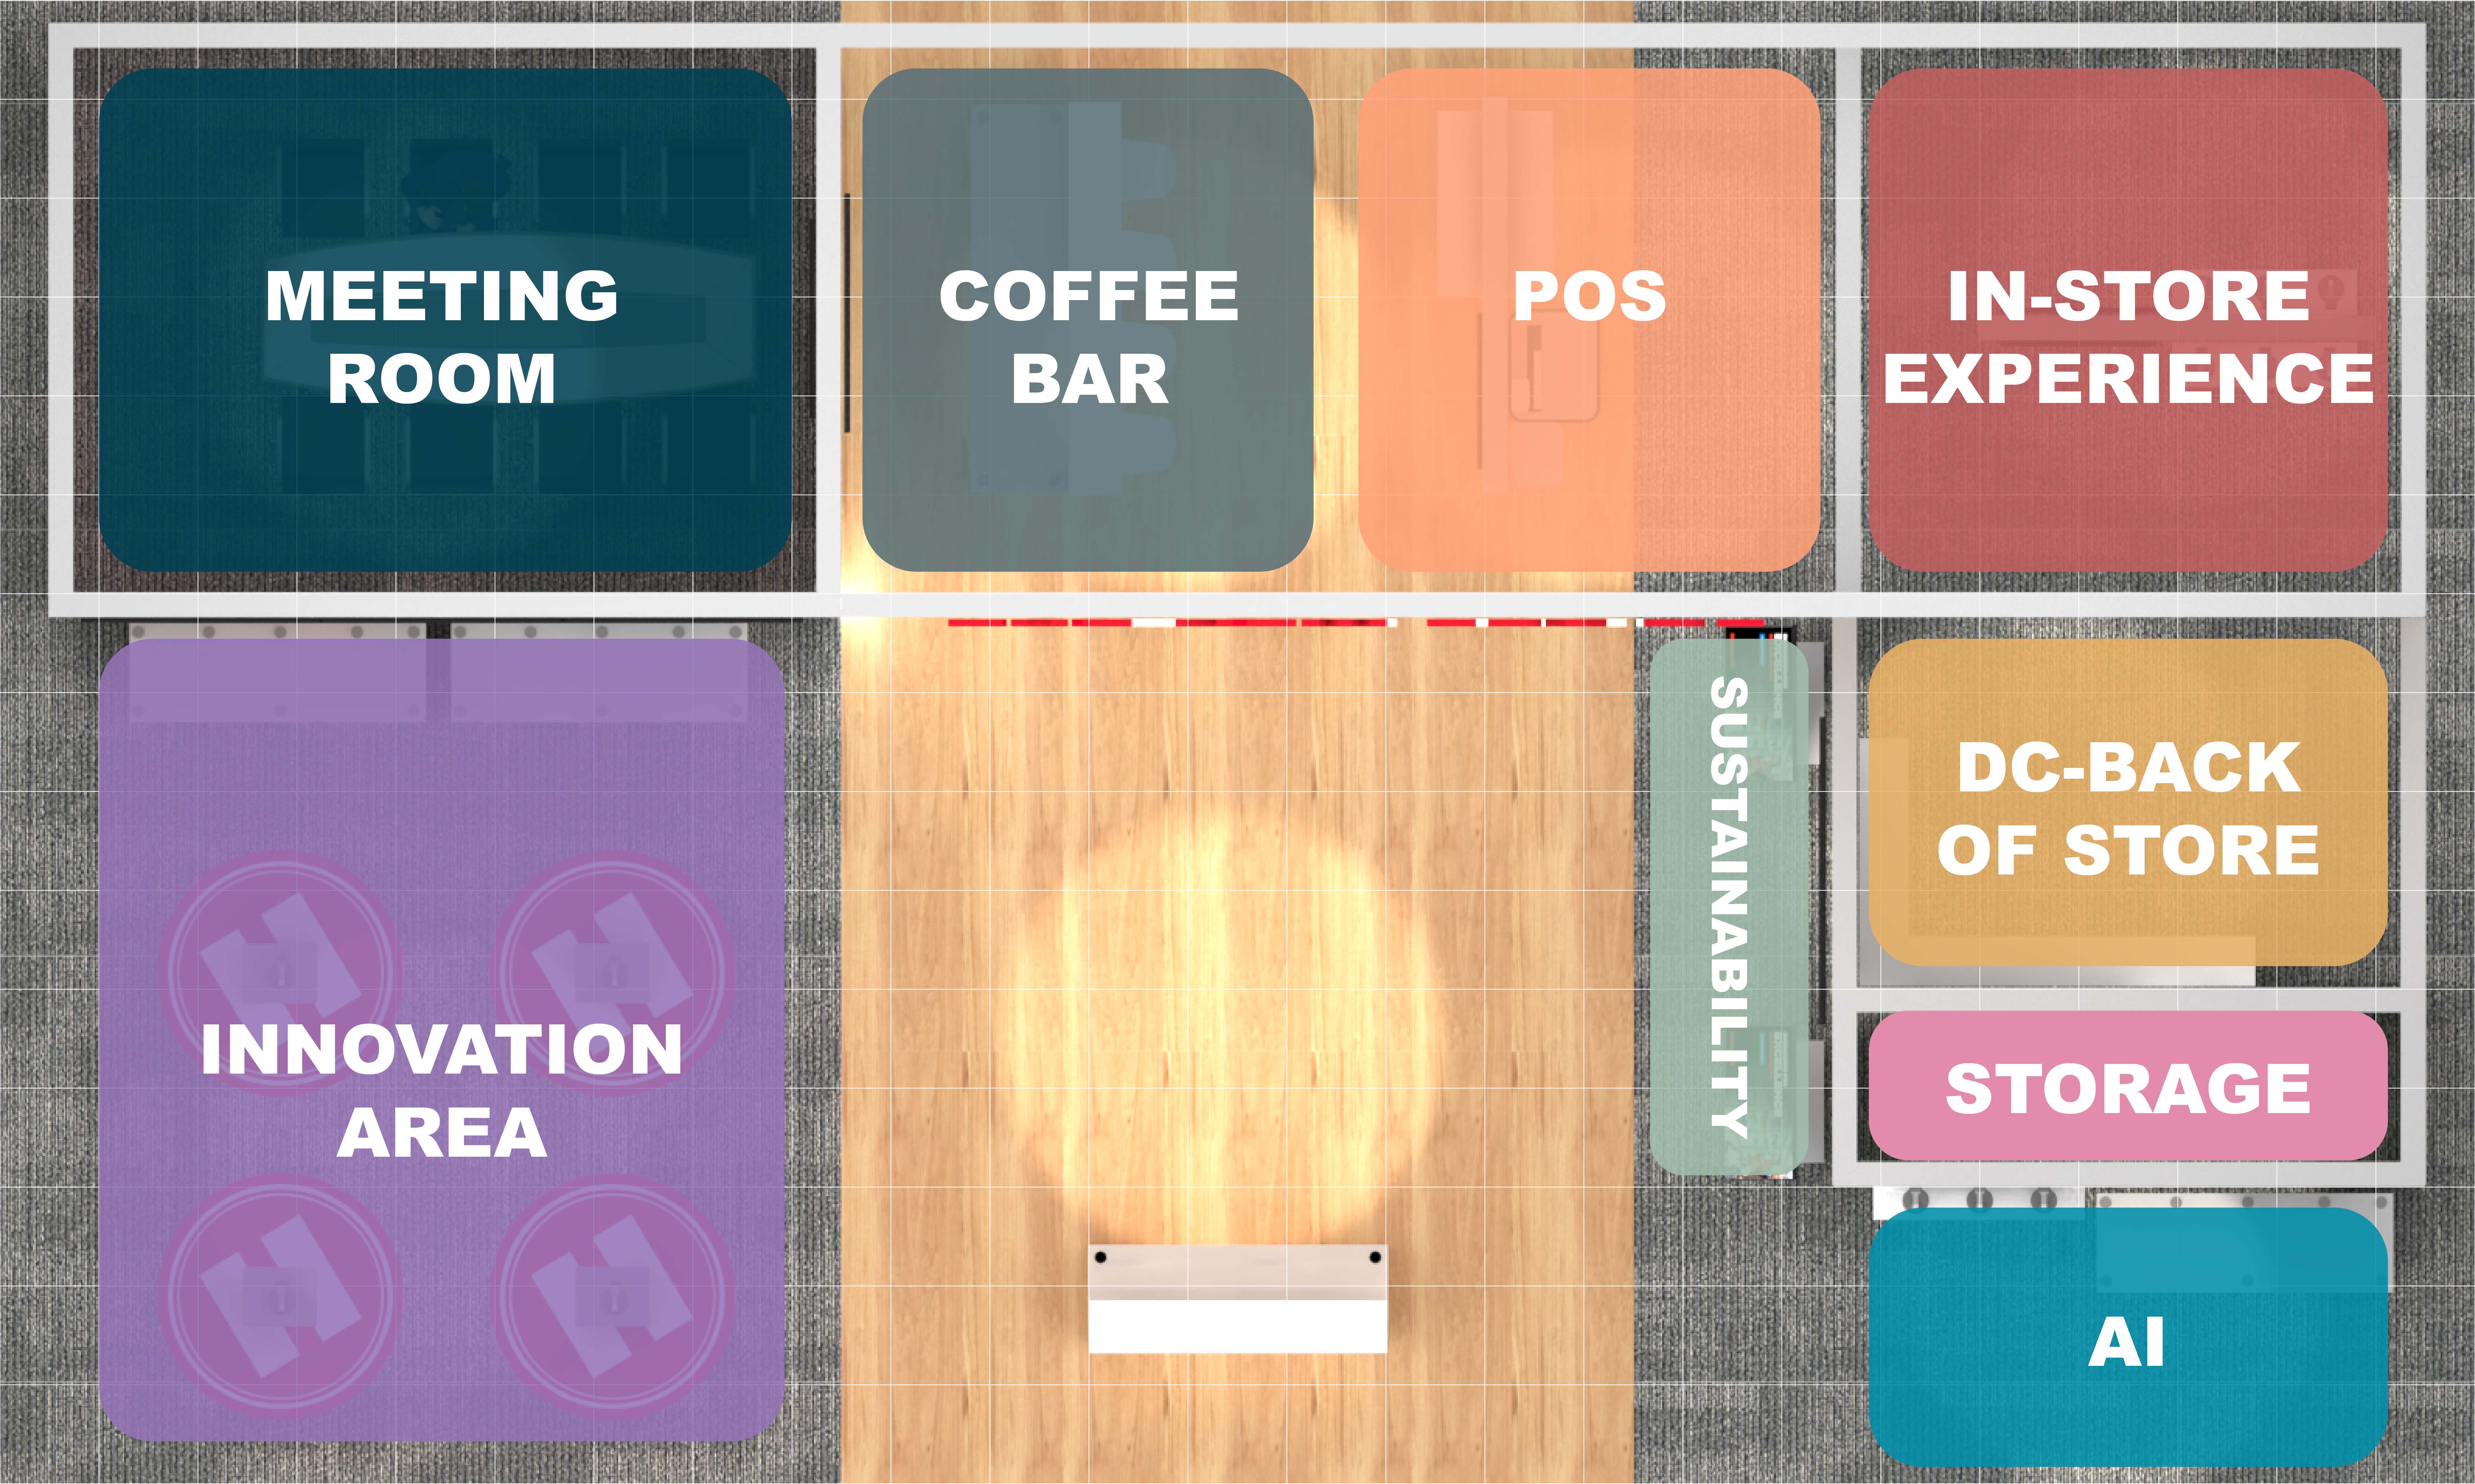 MEETING
ROOM
COFFEE
BAR
POS
IN-STORE
EXPERIENCE
INNOVATION
AREA
SUSTAINABILITY
DC-BACK
OF STORE
STORAGE
AI